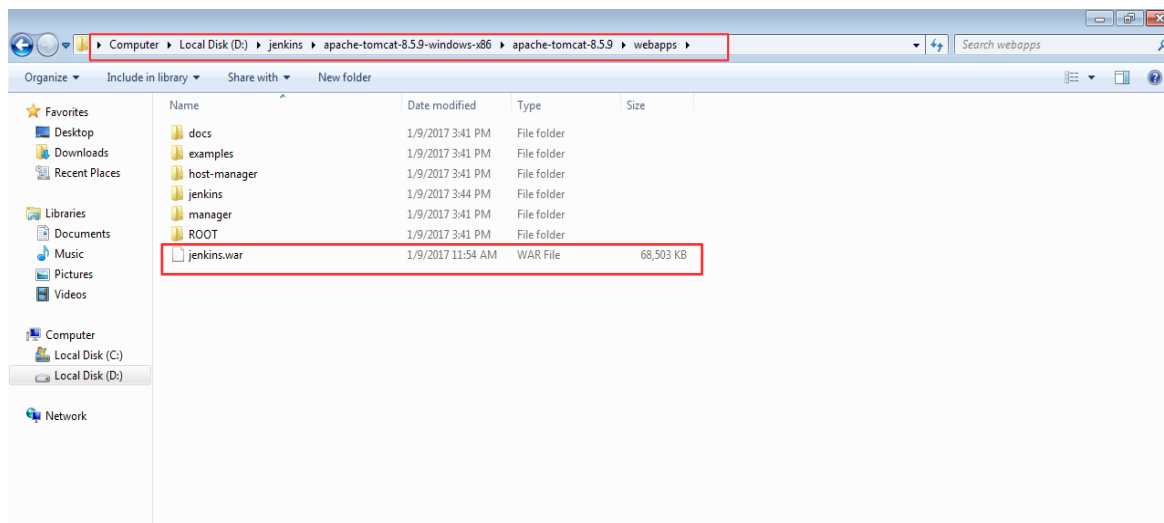 Computer Local Disk (D:) jenkins apache-tomcat-8.5.9-windows-x86 apache-tomcat-8.5.9 webapps Search webapps
Organize Include in library Share with New folder
Favorites
Desktop
Downloads
Recent Places
Libraries
Documents
Music
Pictures
Videos
Computer
Local Disk (C:)
Local Disk (D:)
Network
Name Date modified Type Size
docs 1/9/2017 3:41 PM File folder
examples 1/9/2017 3:41 PM File folder
host-manager 1/9/2017 3:41 PM File folder
jenkins 1/9/2017 3:44 PM File folder
manager 1/9/2017 3:41 PM File folder
ROOT 1/9/2017 3:41 PM File folder
jenkins.war 1/9/2017 11:54 AM WAR File 68,503 KB